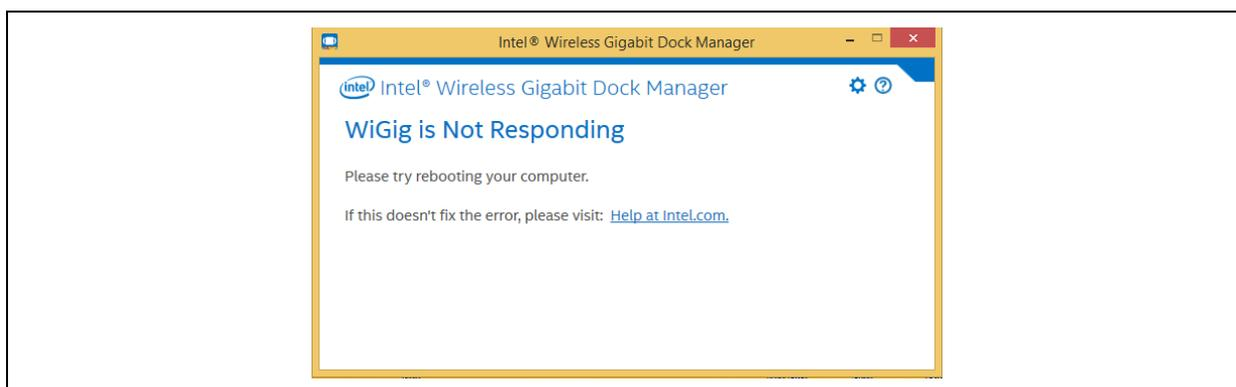 Intel® Wireless Gigabit Dock Manager
intel Intel® Wireless Gigabit Dock Manager
WiGig is Not Responding
Please try rebooting your computer.
If this doesn't fix the error, please visit: Help at Intel.com.